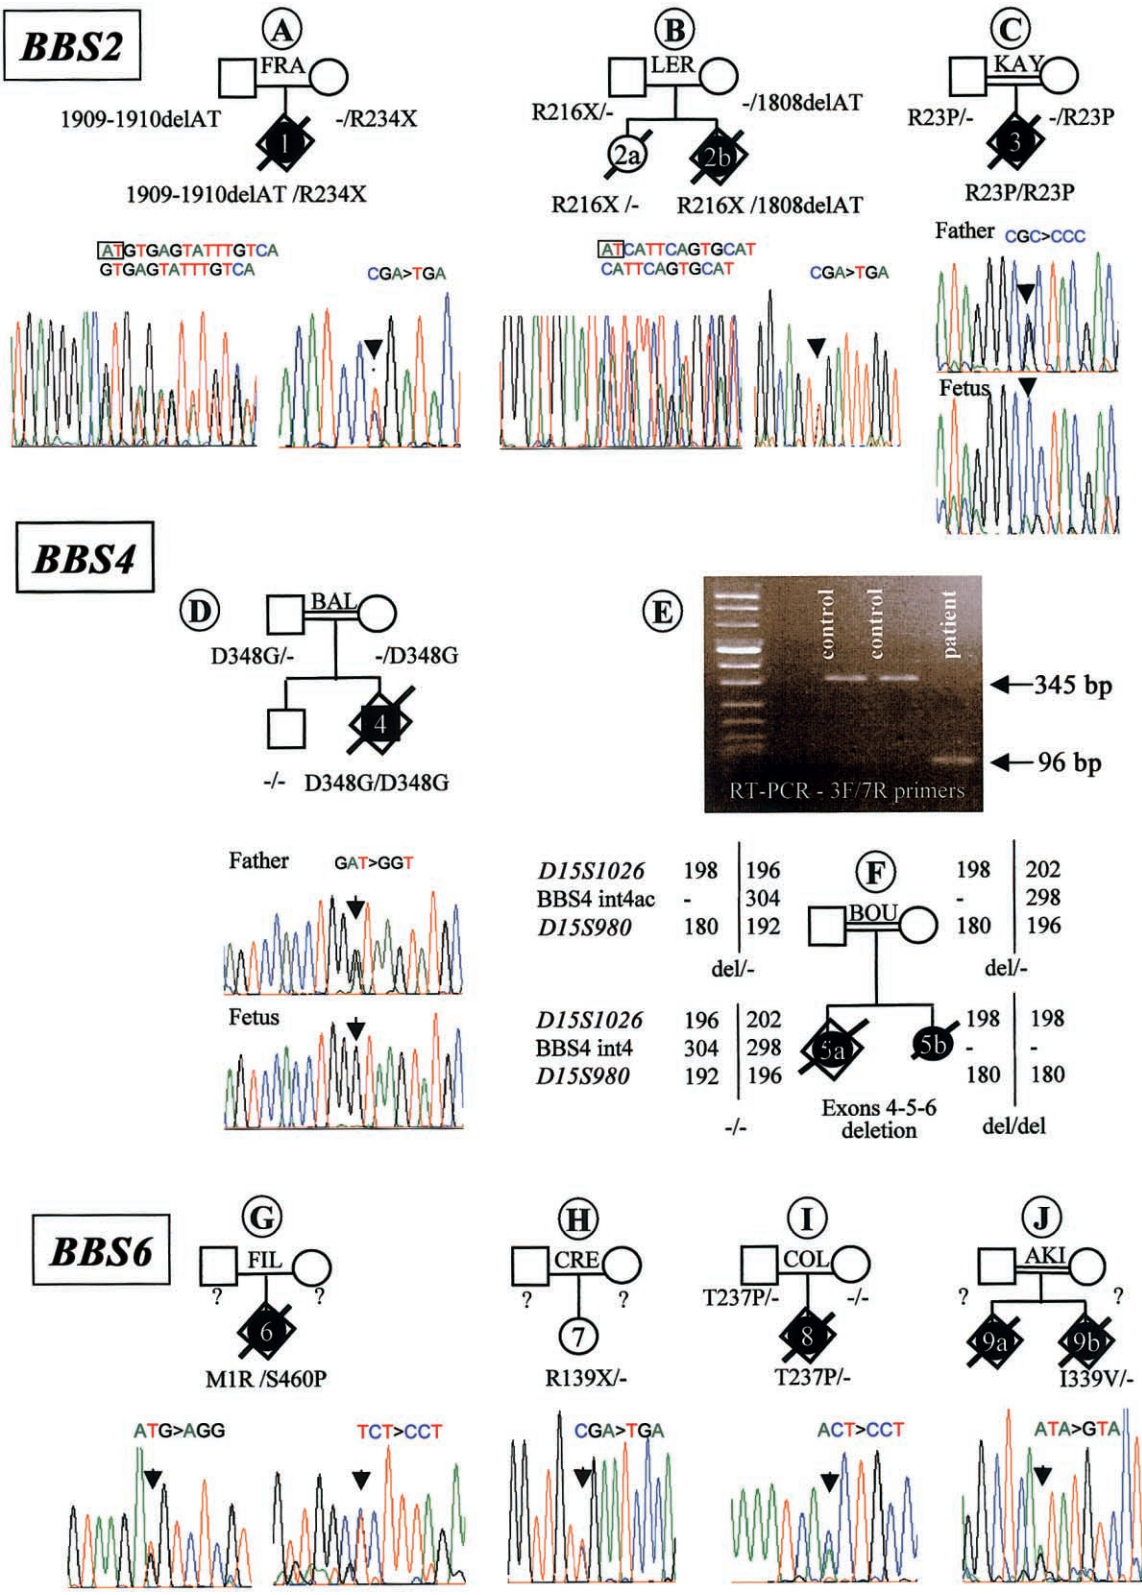 BBS2
A
FRA
1909-1910delAT
-/R234X
1
1909-1910delAT /R234X
ATGTGAGTATTTGTCA
GTGAGTATTTGTCA
CGA>TGA
B
LER
R216X/-
-/1808delAT
2a
2b
R216X /-
R216X /1808delAT
ATCATTCAGTGCAT
CATTCAGTGCAT
CGA>TGA
C
KAY
R23P/-
-/R23P
3
R23P/R23P
Father
CGC>CCC
Fetus
BBS4
D
BAL
D348G/-
-/D348G
4
-/-
D348G/D348G
Father
GAT>GGT
Fetus
E
control
control
patient
345 bp
96 bp
RT-PCR - 3F/7R primers
F
BOU
D15S1026 198 196
BBS4 int4ac - 304
D15S980 180 192
del/-
198 202
- 298
180 196
del/-
D15S1026 196 202
BBS4 int4 304 298
D15S980 192 196
-/-
5a
5b
Exons 4-5-6
deletion
198 198
- -
180 180
del/del
BBS6
G
FIL
? ?
6
M1R /S460P
ATG>AGG
TCT>CCT
H
CRE
? ?
7
R139X/-
CGA>TGA
I
COL
T237P/-
-/-
8
T237P/-
ACT>CCT
J
AKI
? ?
9a
9b
I339V/-
ATA>GTA